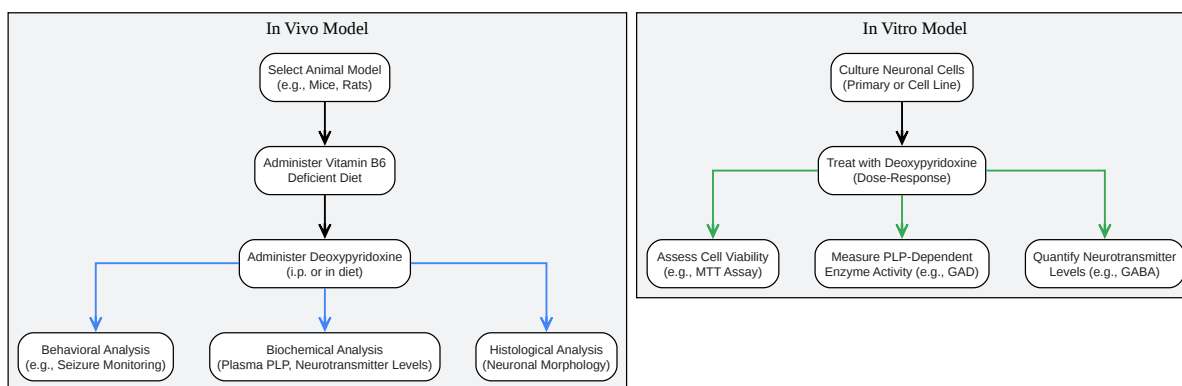 In Vivo Model
Select Animal Model
(e.g., Mice, Rats)
Administer Vitamin B6
Deficient Diet
Administer Deoxypyridoxine
(i.p. or in diet)
Behavioral Analysis
(e.g., Seizure Monitoring)
Biochemical Analysis
(Plasma PLP, Neurotransmitter Levels)
Histological Analysis
(Neuronal Morphology)
In Vitro Model
Culture Neuronal Cells
(Primary or Cell Line)
Treat with Deoxypyridoxine
(Dose-Response)
Assess Cell Viability
(e.g., MTT Assay)
Measure PLP-Dependent
Enzyme Activity (e.g., GAD)
Quantify Neurotransmitter
Levels (e.g., GABA)